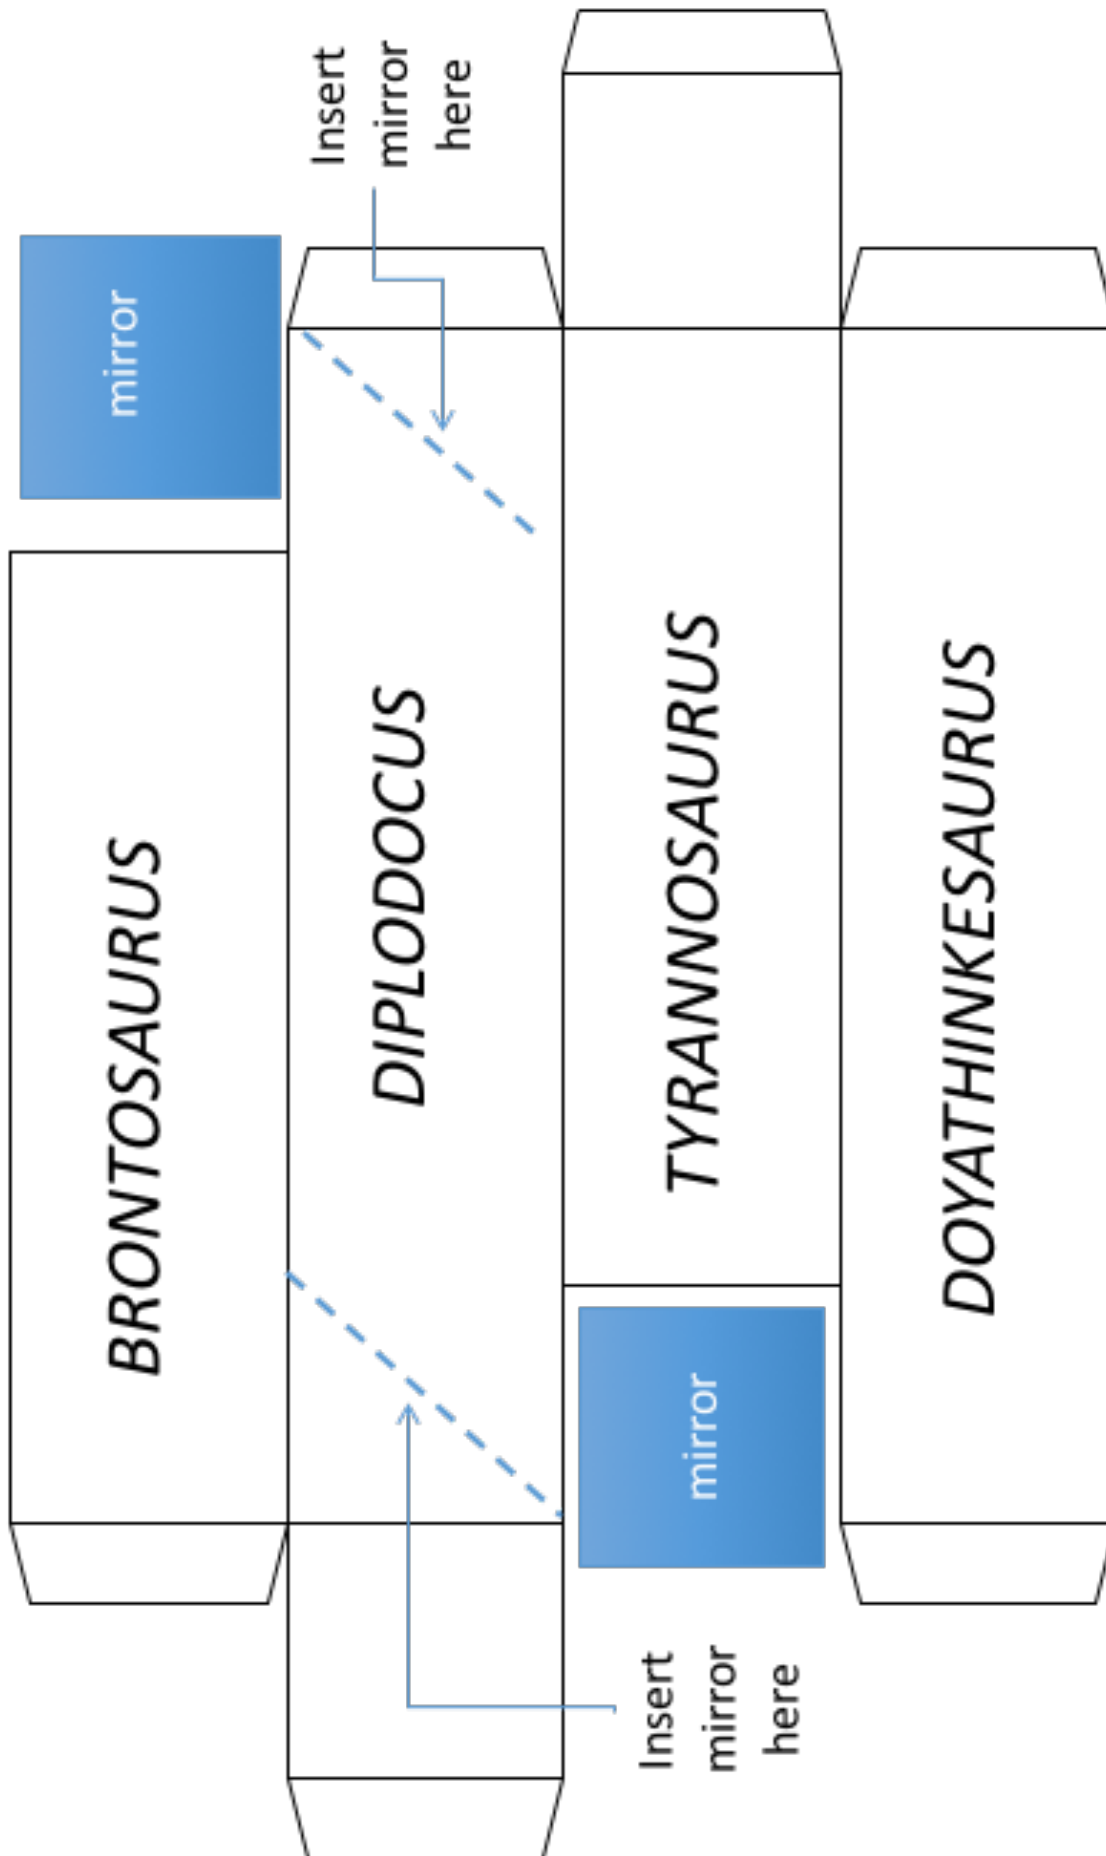 mirror
Insert
mirror
here
BRONTOSAURUS
DIPLODOCUS
TYRANNOSAURUS
DOYATHINKESAURUS
mirror
Insert
mirror
here